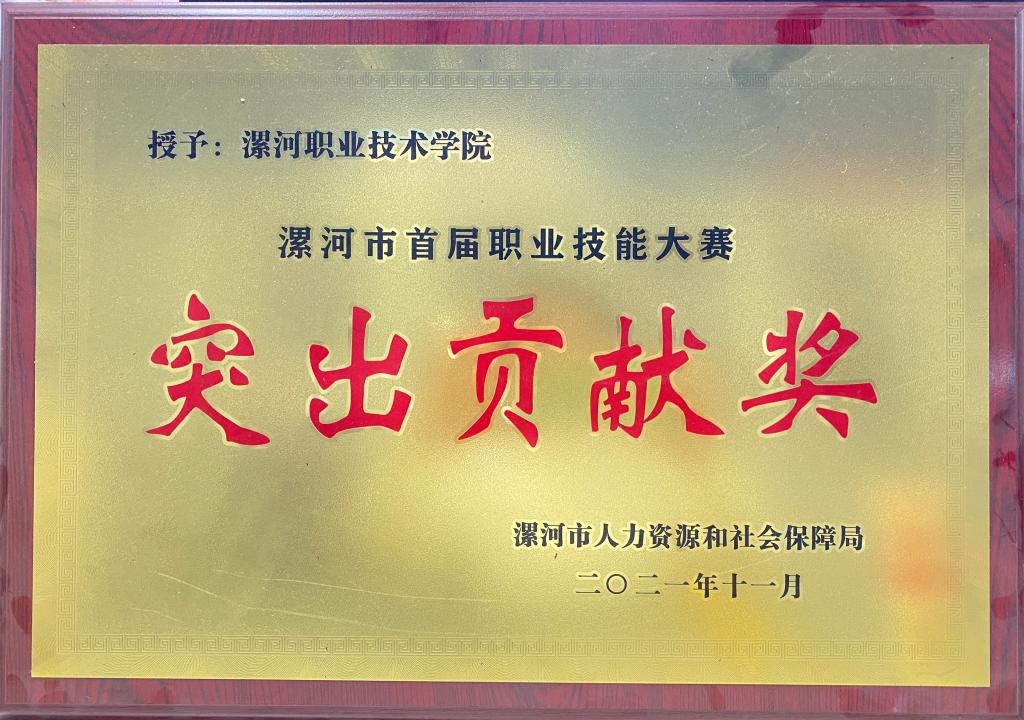 授予：漯河职业技术学院
漯河市首届职业技能大赛
突出贡献奖
漯河市人力资源和社会保障局
二〇二一年十一月